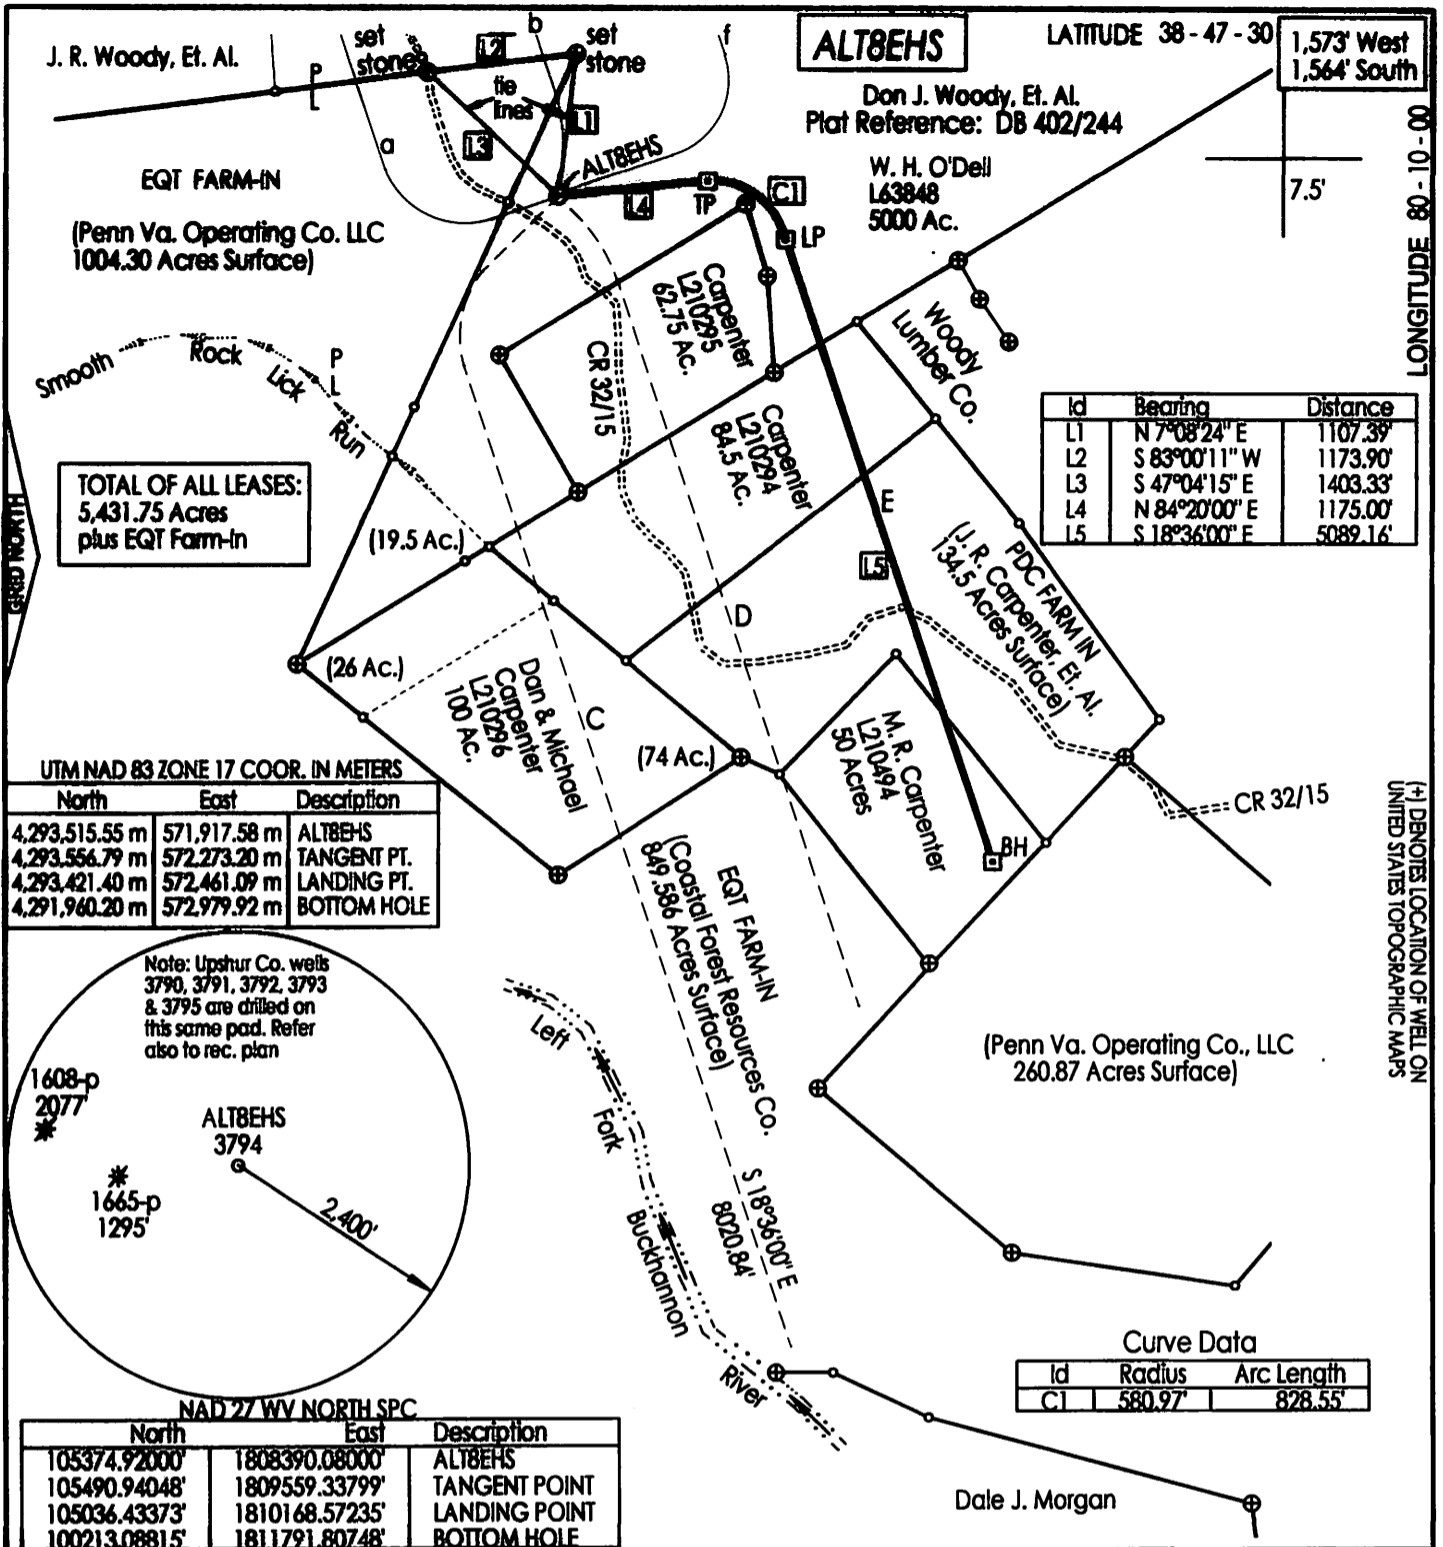 J. R. Woody, Et. Al.
set
stones
L2
b
set
stone
f
ALT8EHS
LATITUDE 38 - 47 - 30
1,573' West
1,564' South
P
L
tie
lines
L1
Don J. Woody, Et. Al.
Plat Reference: DB 402/244
a
L3
ALT8EHS
EQT FARM-IN
L4
TP
C1
W. H. O'Dell
L63848
5000 Ac.
7.5'
LONGITUDE 80 - 10 - 00
(Penn Va. Operating Co. LLC
1004.30 Acres Surface)
LP
Carpenter
L210295
62.75 Ac.
Woody
Lumber Co.
Smooth
Rock
Lick
P
L
Run
CR 32/15
Carpenter
L210294
84.5 Ac.
Id Bearing Distance
L1 N 7°08'24" E 1107.39'
L2 S 83°00'11" W 1173.90'
L3 S 47°04'15" E 1403.33'
L4 N 84°20'00" E 1175.00'
L5 S 18°36'00" E 5089.16'
TOTAL OF ALL LEASES:
5,431.75 Acres
plus EQT Farm-in
GRID NORTH
(19.5 Ac.)
E
L5
PDC FARM IN
(J. R. Carpenter, Et. Al.
134.5 Acres Surface)
D
(26 Ac.)
Dan & Michael
Carpenter
L210296
100 Ac.
C
(74 Ac.)
M. R. Carpenter
L210494
50 Acres
CR 32/15
BH
UTM NAD 83 ZONE 17 COOR. IN METERS
North East Description
4,293,515.55 m 571,917.58 m ALT8EHS
4,293,556.79 m 572,273.20 m TANGENT PT.
4,293,421.40 m 572,461.09 m LANDING PT.
4,291,960.20 m 572,979.92 m BOTTOM HOLE
(+) DENOTES LOCATION OF WELL ON
UNITED STATES TOPOGRAPHIC MAPS
EQT FARM-IN
(Coastal Forest Resources Co.
849.586 Acres Surface)
Note: Upshur Co. wells
3790, 3791, 3792, 3793
& 3795 are drilled on
this same pad. Refer
also to rec. plan
1608-p
2077'
ALT8EHS
3794
1665-p
1295'
2,400'
Left
Fork
Buckhannon
River
(Penn Va. Operating Co., LLC
260.87 Acres Surface)
S 18°36'00" E
8020.84'
Curve Data
Id Radius Arc Length
C1 580.97' 828.55'
NAD 27 WV NORTH SPC
North East Description
105374.92000' 1808390.08000' ALT8EHS
105490.94048' 1809559.33799' TANGENT POINT
105036.43373' 1810168.57235' LANDING POINT
100213.08815' 1811791.80748' BOTTOM HOLE
Dale J. Morgan